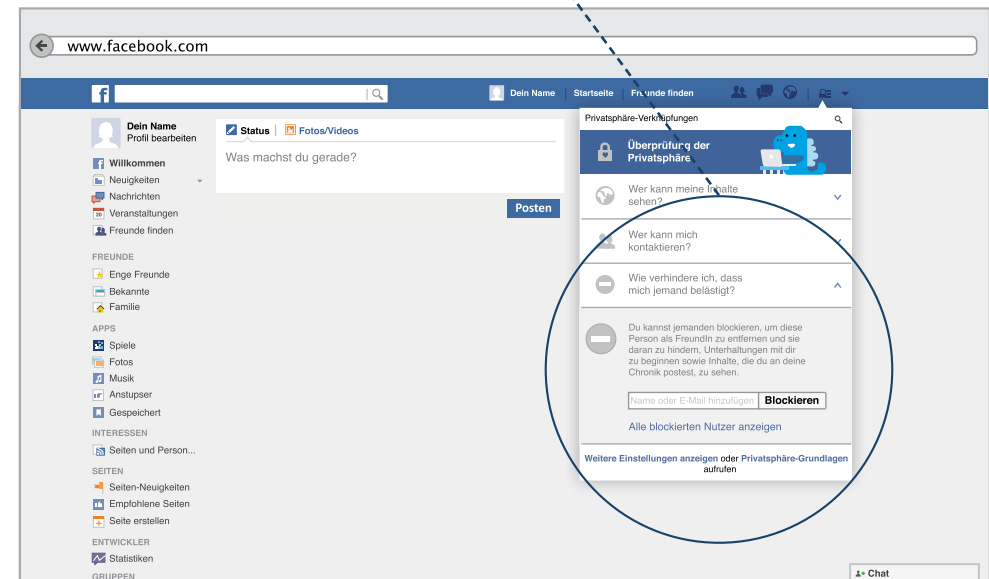 www.facebook.com
f
Dein Name
Startseite
Freunde finden
Dein Name
Profil bearbeiten
Willkommen
Neuigkeiten
Nachrichten
20 Veranstaltungen
Freunde finden
FREUNDE
Enge Freunde
Bekannte
Familie
APPS
Spiele
Fotos
Musik
Anstupser
Gespeichert
INTERESSEN
Seiten und Person...
SEITEN
Seiten-Neuigkeiten
Empfohlene Seiten
Seite erstellen
ENTWICKLER
Statistiken
GRUPPEN
Status
Fotos/Videos
Was machst du gerade?
Posten
Privatsphäre-Verknüpfungen
Überprüfung der
Privatsphäre
Wer kann meine Inhalte
sehen?
Wer kann mich
kontaktieren?
Wie verhindere ich, dass
mich jemand belästigt?
Du kannst jemanden blockieren, um diese
Person als FreundIn zu entfernen und sie
daran zu hindern, Unterhaltungen mit dir
zu beginnen sowie Inhalte, die du an deine
Chronik postest, zu sehen.
Name oder E-Mail hinzufügen
Blockieren
Alle blockierten Nutzer anzeigen
Weitere Einstellungen anzeigen oder Privatsphäre-Grundlagen
aufrufen
Chat